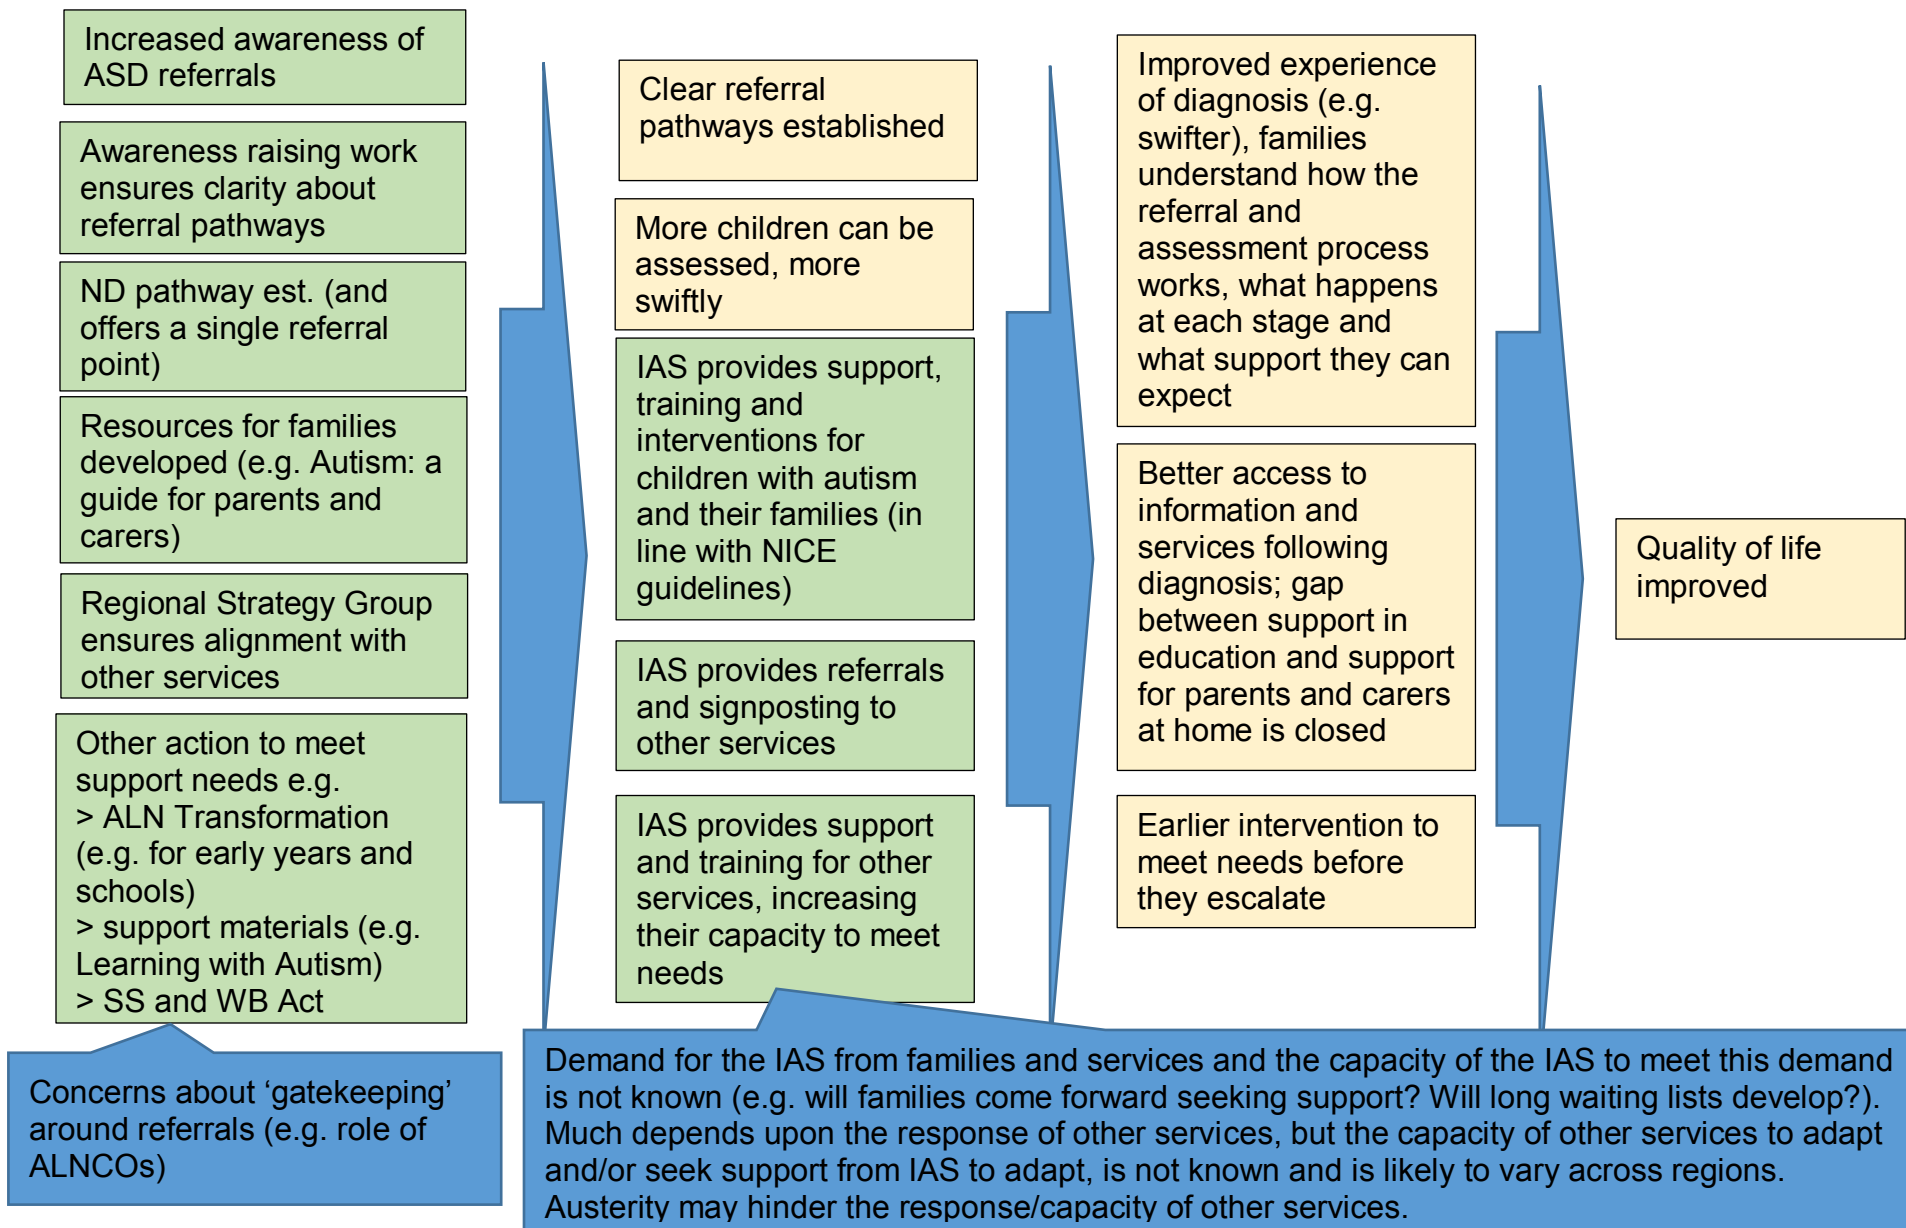 Increased awareness of
ASD referrals
Awareness raising work
ensures clarity about
referral pathways
ND pathway est. (and
offers a single referral
point)
Resources for families
developed (e.g. Autism: a
guide for parents and
carers)
Regional Strategy Group
ensures alignment with
other services
Other action to meet
support needs e.g.
> ALN Transformation
(e.g. for early years and
schools)
> support materials (e.g.
Learning with Autism)
> SS and WB Act
Concerns about ‘gatekeeping’
around referrals (e.g. role of
ALNCOs)
Clear referral
pathways established
More children can be
assessed, more
swiftly
IAS provides support,
training and
interventions for
children with autism
and their families (in
line with NICE
guidelines)
IAS provides referrals
and signposting to
other services
IAS provides support
and training for other
services, increasing
their capacity to meet
needs
Demand for the IAS from families and services and the capacity of the IAS to meet this demand
is not known (e.g. will families come forward seeking support? Will long waiting lists develop?).
Much depends upon the response of other services, but the capacity of other services to adapt
and/or seek support from IAS to adapt, is not known and is likely to vary across regions.
Austerity may hinder the response/capacity of other services.
Improved experience
of diagnosis (e.g.
swifter), families
understand how the
referral and
assessment process
works, what happens
at each stage and
what support they can
expect
Better access to
information and
services following
diagnosis; gap
between support in
education and support
for parents and carers
at home is closed
Earlier intervention to
meet needs before
they escalate
Quality of life
improved